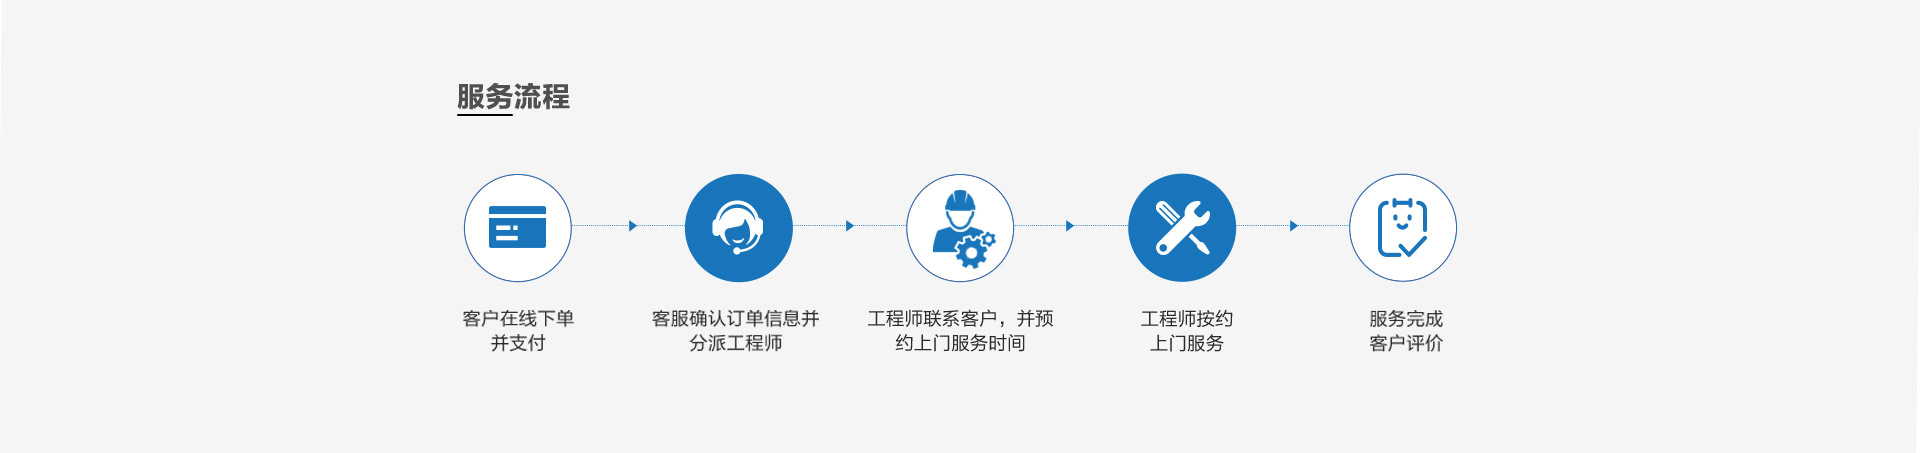 服务流程
客户在线下单
并支付
客服确认订单信息并
分派工程师
工程师联系客户，并预
约上门服务时间
工程师按约
上门服务
服务完成
客户评价